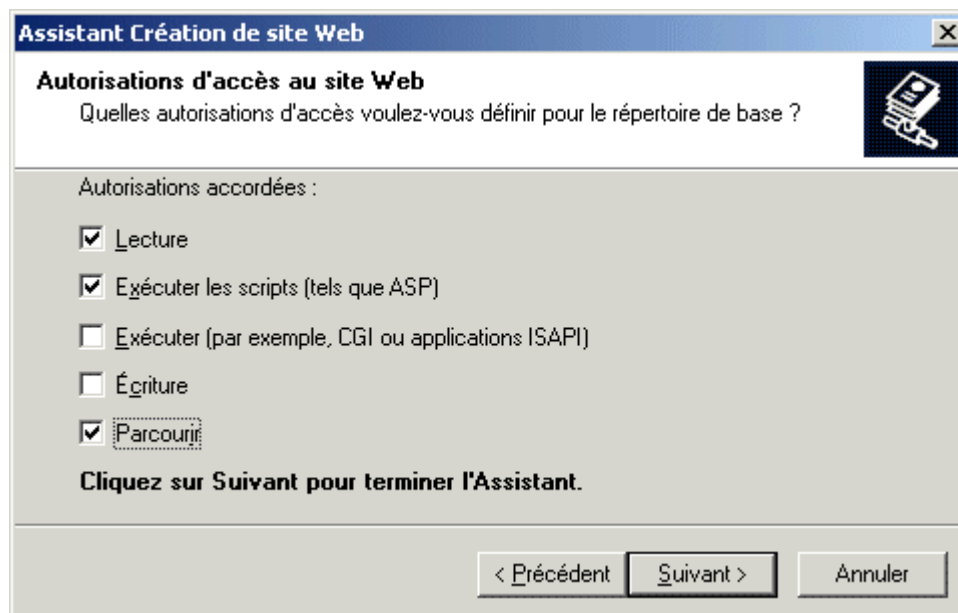 Assistant Création de site Web
Autorisations d'accès au site Web
Quelles autorisations d'accès voulez-vous définir pour le répertoire de base ?
Autorisations accordées :
Lecture
Exécuter les scripts (tels que ASP)
Exécuter (par exemple, CGI ou applications ISAPI)
Écriture
Parcourir
Cliquez sur Suivant pour terminer l'Assistant.
< Précédent Suivant > Annuler